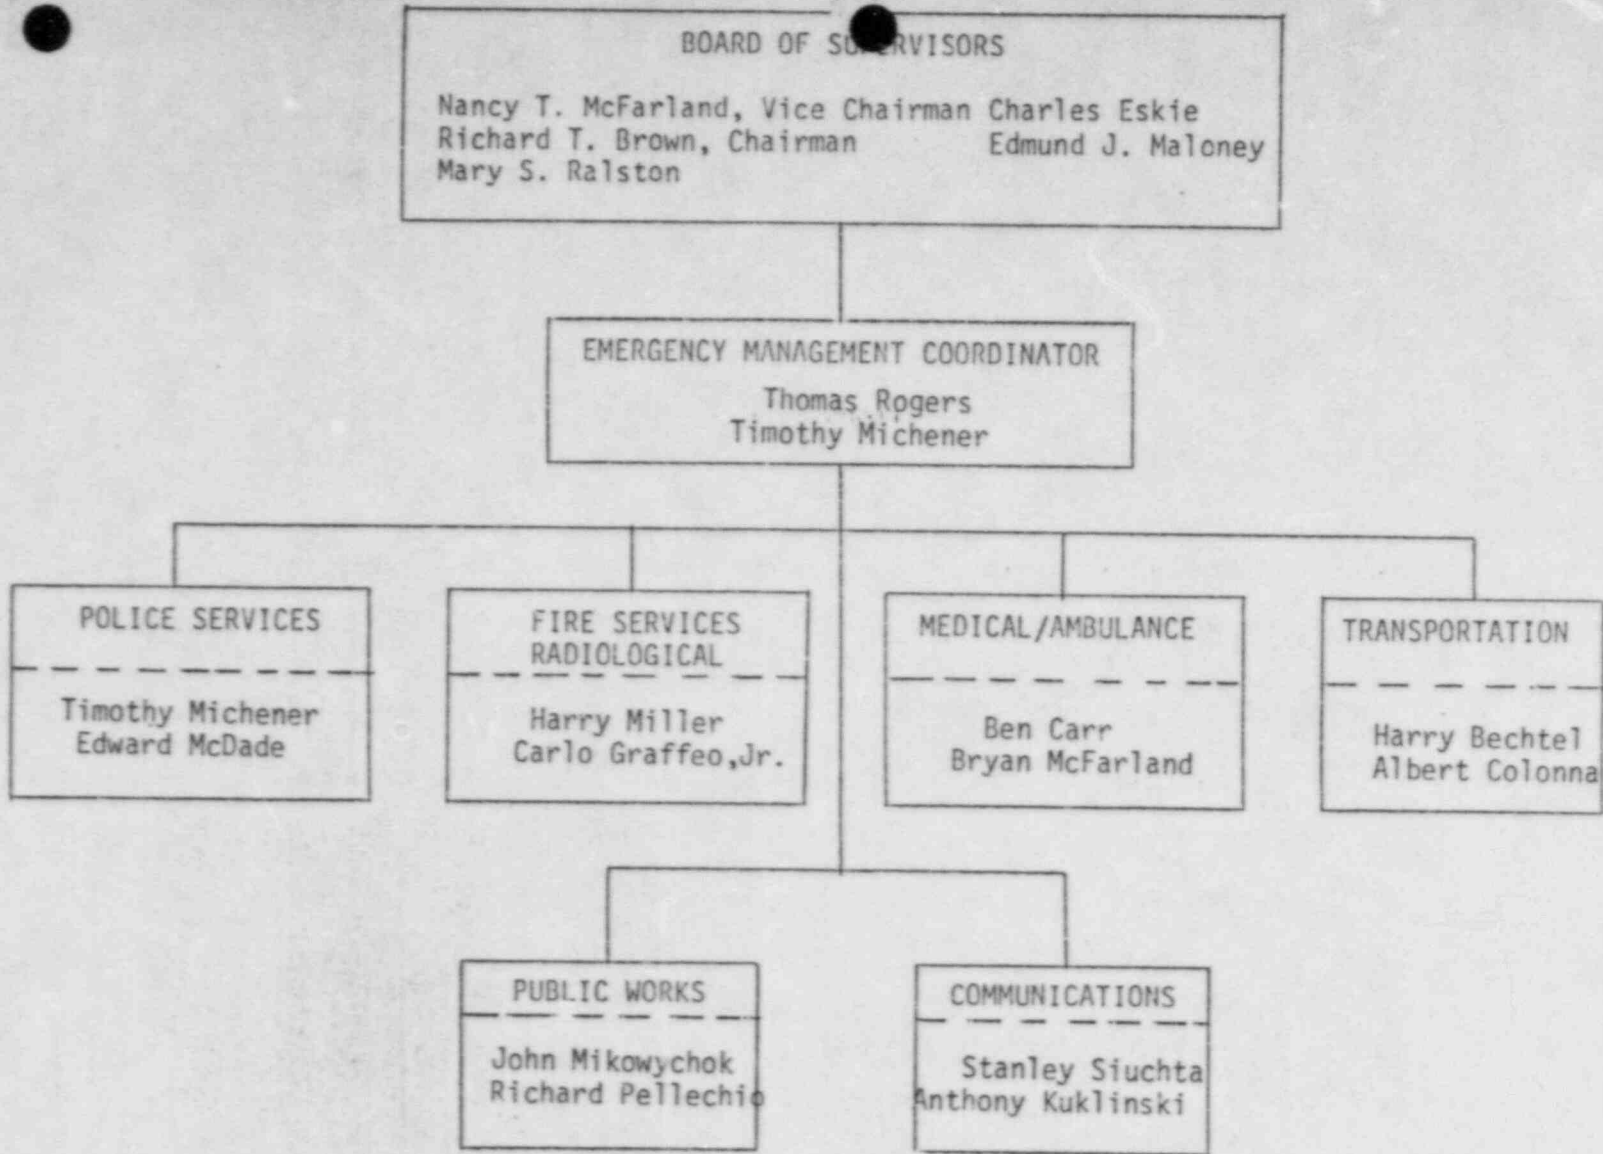 BOARD OF SUPERVISORS
Nancy T. McFarland, Vice Chairman Charles Eskie
Richard T. Brown, Chairman Edmund J. Maloney
Mary S. Ralston
EMERGENCY MANAGEMENT COORDINATOR
Thomas Rogers
Timothy Michener
POLICE SERVICES
Timothy Michener
Edward McDade
FIRE SERVICES
RADIOLOGICAL
Harry Miller
Carlo Graffeo,Jr.
MEDICAL/AMBULANCE
Ben Carr
Bryan McFarland
TRANSPORTATION
Harry Bechtel
Albert Colonna
PUBLIC WORKS
John Mikowychok
Richard Pellechio
COMMUNICATIONS
Stanley Siuchta
Anthony Kuklinski